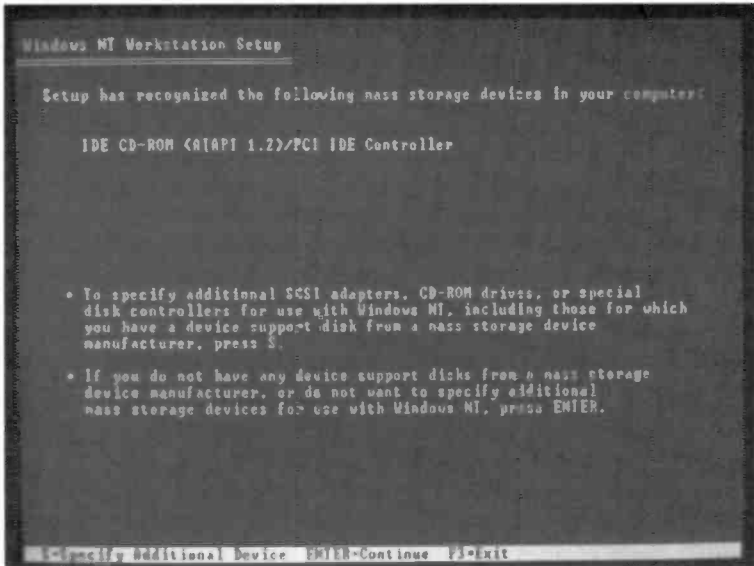 Windows NT Workstation Setup
Setup has recognized the following mass storage devices in your computer:
IDE CD-ROM (ATAPI 1.2)/PCI IDE Controller
• To specify additional SCSI adapters, CD-ROM drives, or special
disk controllers for use with Windows NT, including those for which
you have a device support disk from a mass storage device
manufacturer, press S.
• If you do not have any device support disks from a mass storage
device manufacturer, or do not want to specify additional
mass storage devices for use with Windows NT, press ENTER.
S=Specify Additional Device ENTER=Continue F3=Exit